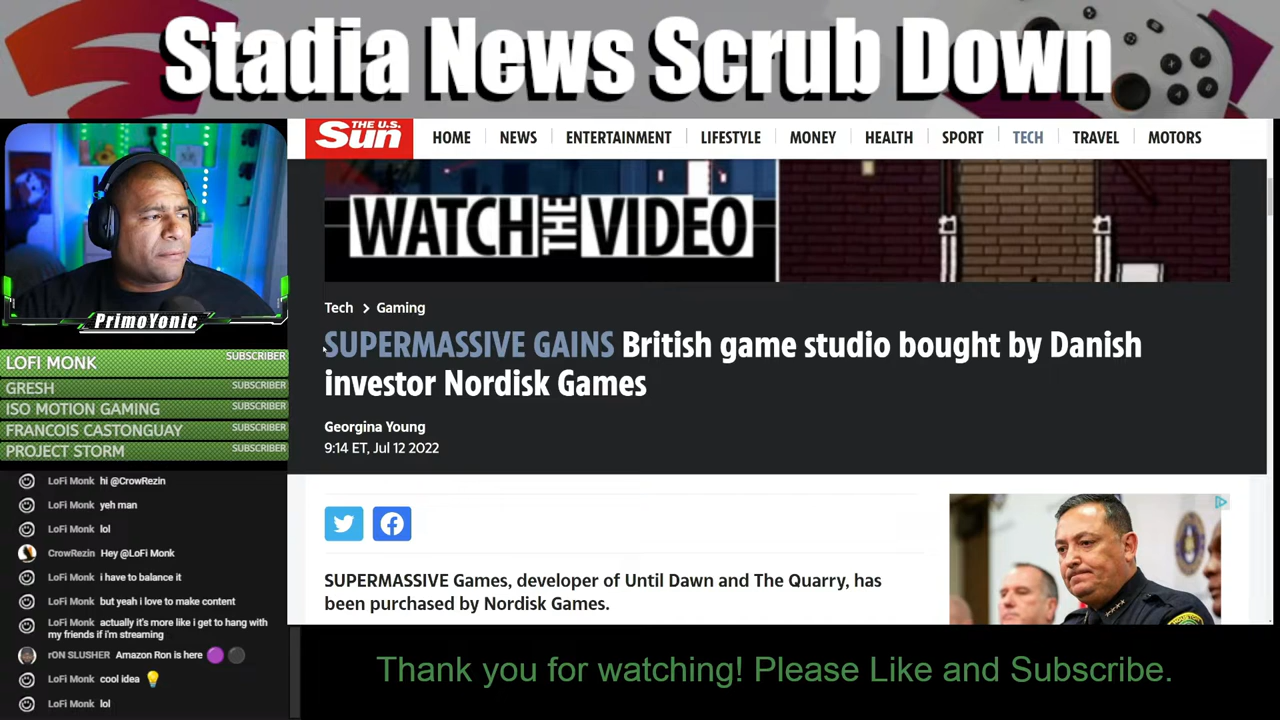 Stadia News Scrub Down
THE U.S.
Sun
HOME
NEWS
ENTERTAINMENT
LIFESTYLE
MONEY
HEALTH
SPORT
TECH
TRAVEL
MOTORS
WATCH THE VIDEO
Tech > Gaming
SUPERMASSIVE GAINS British game studio bought by Danish
investor Nordisk Games
Georgina Young
9:14 ET, Jul 12 2022
SUPERMASSIVE Games, developer of Until Dawn and The Quarry, has
been purchased by Nordisk Games.
PrimoYonic
LOFI MONK SUBSCRIBER
GRESH SUBSCRIBER
ISO MOTION GAMING SUBSCRIBER
FRANCOIS CASTONGUAY SUBSCRIBER
PROJECT STORM SUBSCRIBER
LoFi Monk hi @CrowRezin
LoFi Monk yeh man
LoFi Monk lol
CrowRezin Hey @LoFi Monk
LoFi Monk i have to balance it
LoFi Monk but yeah i love to make content
LoFi Monk actually it's more like i get to hang with
my friends if i'm streaming
rON SLUSHER Amazon Ron is here
LoFi Monk cool idea
LoFi Monk lol
Thank you for watching! Please Like and Subscribe.